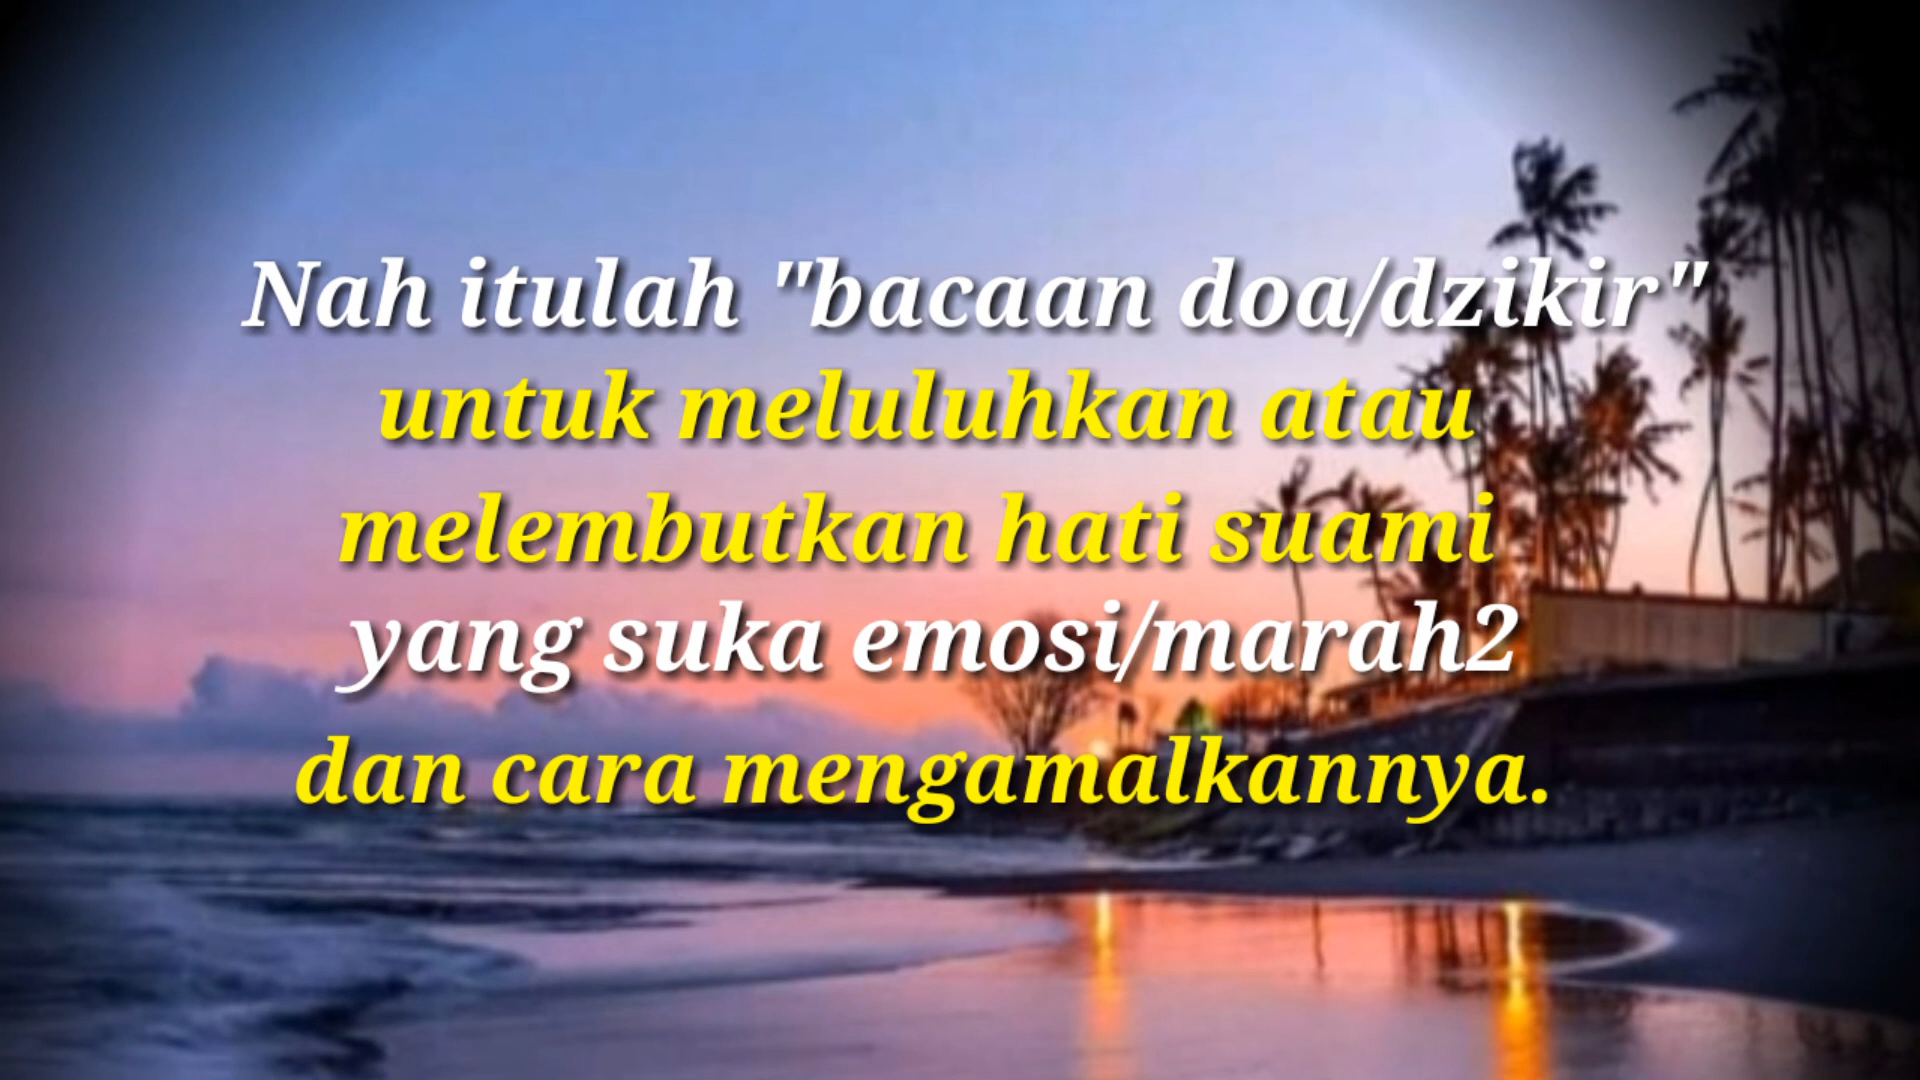 Nah itulah "bacaan doa/dzikir"
untuk meluluhkan atau
melembutkan hati suami
yang suka emosi/marah2
dan cara mengamalkannya.